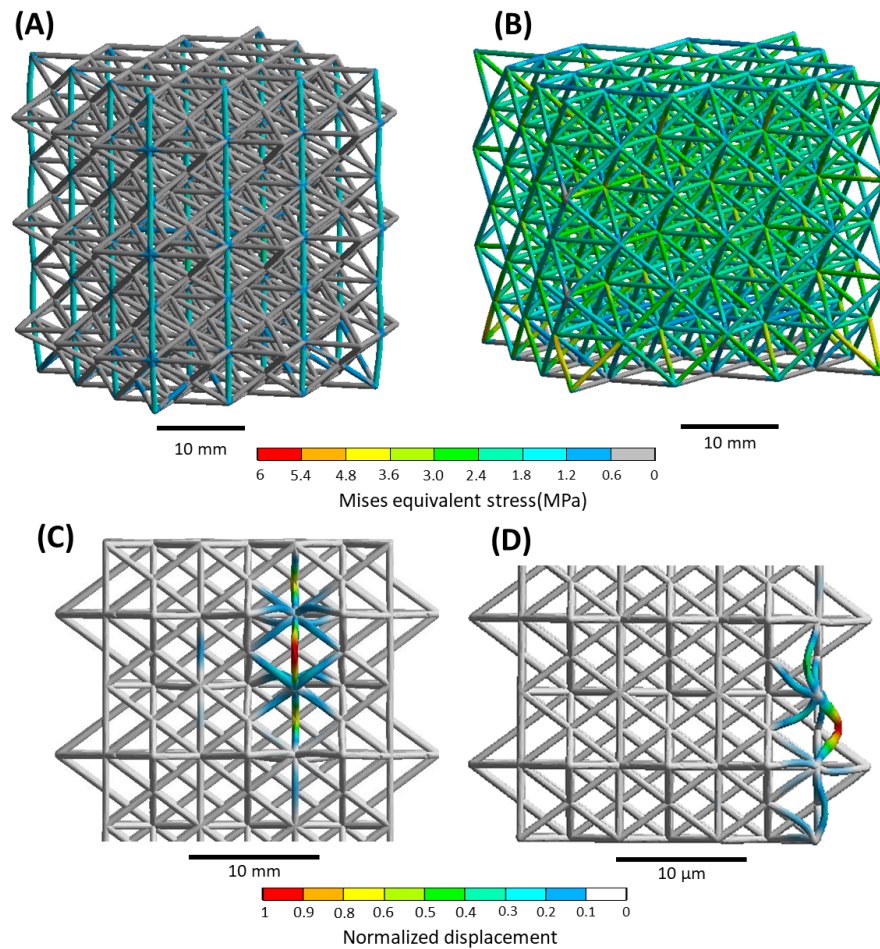 (A)
(B)
10 mm
10 mm
6 5.4 4.8 3.6 3.0 2.4 1.8 1.2 0.6 0
Mises equivalent stress(MPa)
(C)
(D)
10 mm
10 μm
1 0.9 0.8 0.6 0.5 0.4 0.3 0.2 0.1 0
Normalized displacement